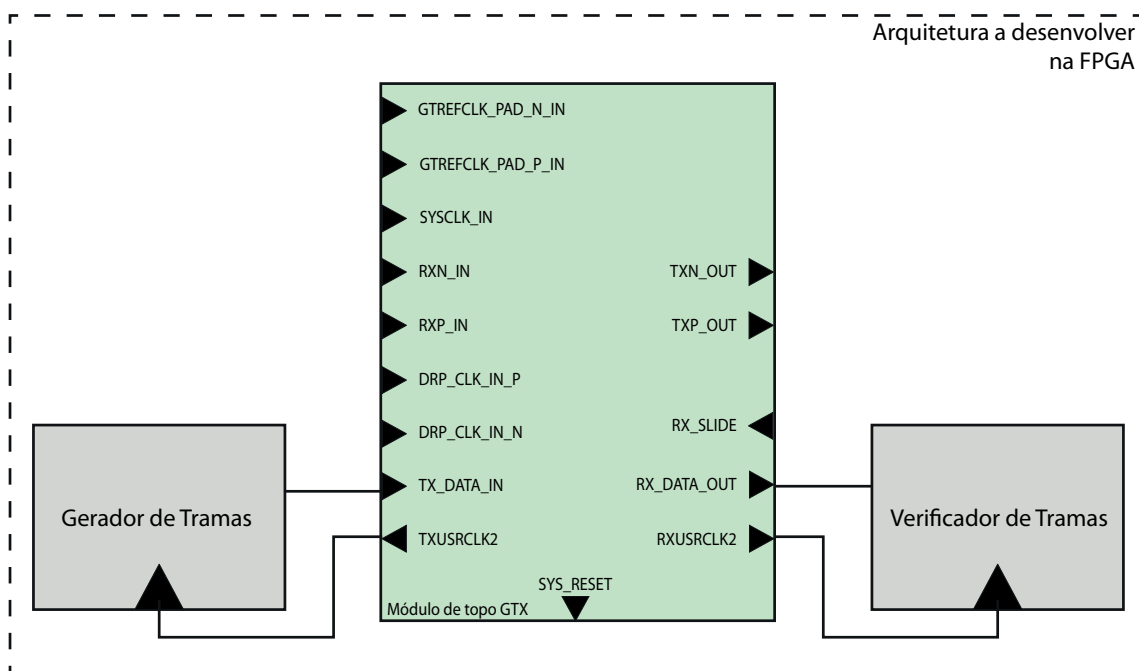 Arquitetura a desenvolver
na FPGA
GTREFCLK_PAD_N_IN
GTREFCLK_PAD_P_IN
SYSCLK_IN
RXN_IN
TXN_OUT
RXP_IN
TXP_OUT
DRP_CLK_IN_P
DRP_CLK_IN_N
RX_SLIDE
TX_DATA_IN
RX_DATA_OUT
Gerador de Tramas
Verificador de Tramas
TXUSRCLK2
RXUSRCLK2
SYS_RESET
Módulo de topo GTX